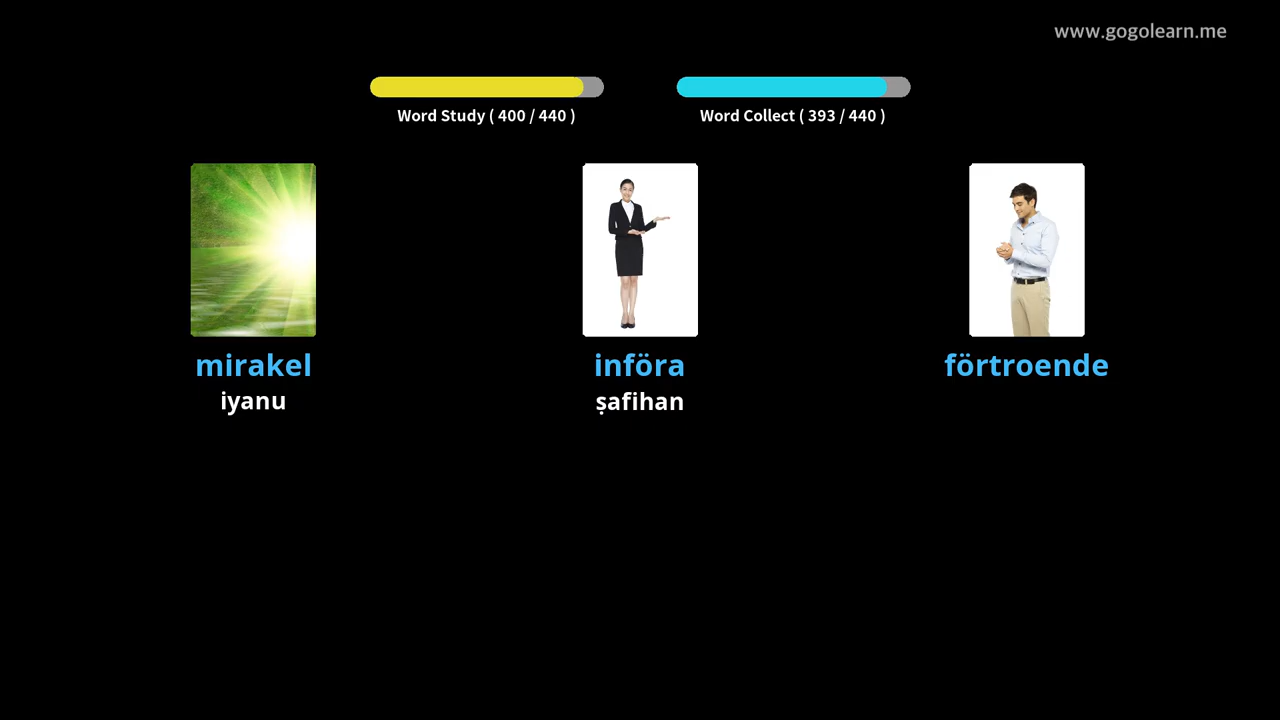 www.gogolearn.me
Word Study ( 400 / 440 )
Word Collect ( 393 / 440 )
mirakel
iyanu
införa
ṣafihan
förtroende